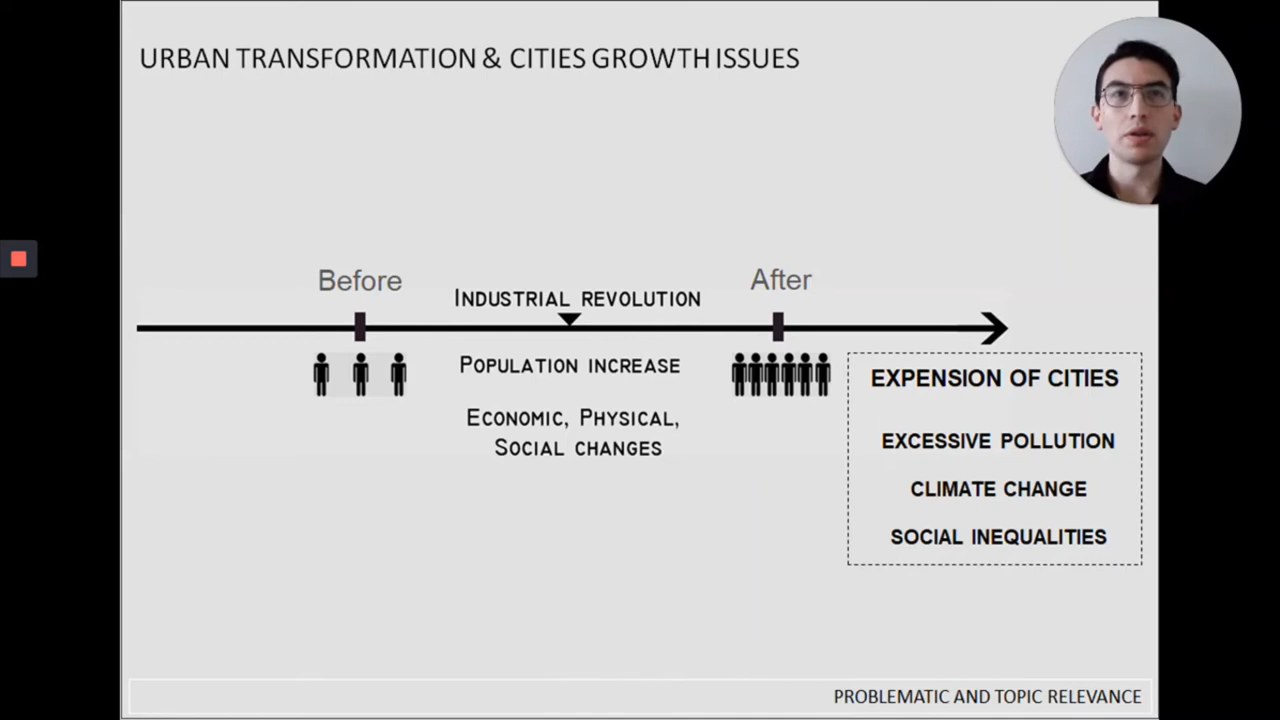 URBAN TRANSFORMATION & CITIES GROWTH ISSUES
Before
INDUSTRIAL REVOLUTION
After
POPULATION INCREASE
ECONOMIC, PHYSICAL,
SOCIAL CHANGES
EXPENSION OF CITIES
EXCESSIVE POLLUTION
CLIMATE CHANGE
SOCIAL INEQUALITIES
PROBLEMATIC AND TOPIC RELEVANCE